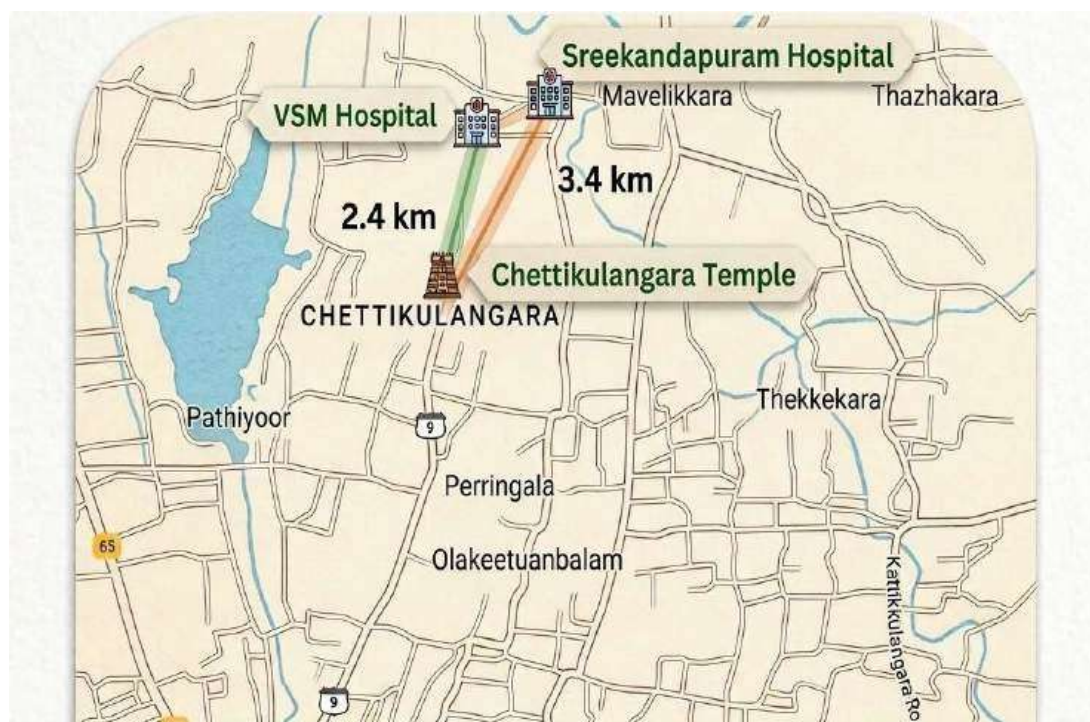 Sreekandapuram Hospital
VSM Hospital
Mavelikkara
Thazhakara
3.4 km
2.4 km
Chettikulangara Temple
CHETTIKULANGARA
Thekkekara
Pathiyoor
9
Perringala
65
Olakeetuanbalam
Kattikkulangara Ro
9